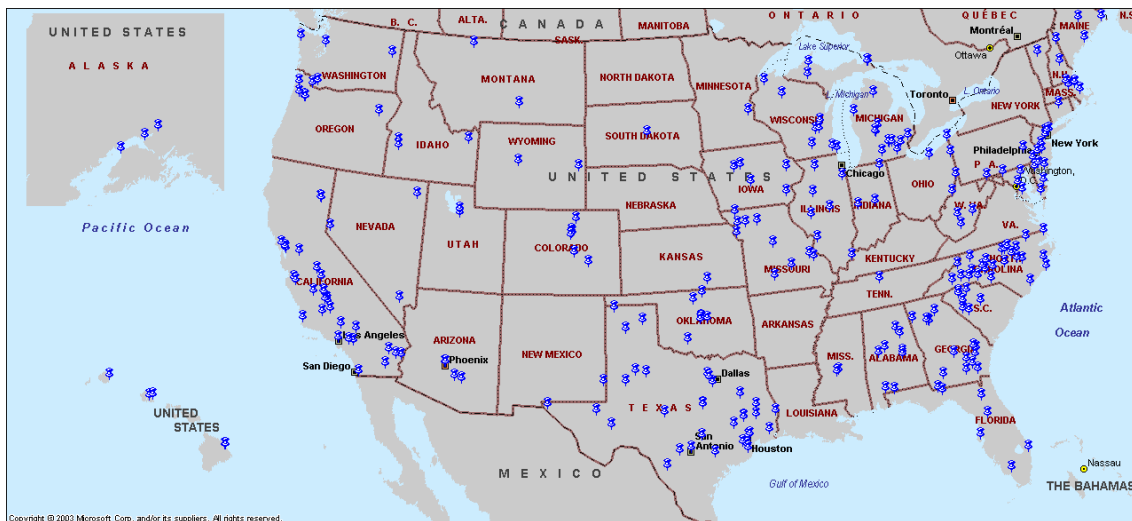 B. C.
ALTA.
CANADA
SASK.
MANITOBA
ONTARIO
QUÉBEC
MAINE
N.S
Montréal
Ottawa
UNITED STATES
ALASKA
WASHINGTON
MONTANA
NORTH DAKOTA
MINNESOTA
Lake Superior
L. Michigan
MICHIGAN
Toronto
L. Ontario
N.H.
MASS.
NEW YORK
OREGON
IDAHO
WYOMING
SOUTH DAKOTA
WISCONS
New York
Philadelphia
P A.
Washington,
D.C.
UNITED STATES
Chicago
IOWA
NEBRASKA
ILLINOIS
INDIANA
OHIO
W. VA.
VA.
Pacific Ocean
NEVADA
UTAH
COLORADO
KANSAS
MISSOURI
KENTUCKY
NORTH
CAROLINA
CALIFORNIA
TENN.
S.C.
Atlantic
Ocean
Los Angeles
ARIZONA
Phoenix
NEW MEXICO
OKLAHOMA
ARKANSAS
MISS.
ALABAMA
GEORGIA
San Diego
Dallas
TEXAS
LOUISIANA
FLORIDA
UNITED
STATES
San
Antonio
Houston
MEXICO
Gulf of Mexico
Nassau
THE BAHAMAS
Copyright © 2003 Microsoft Corp. and/or its suppliers. All rights reserved.